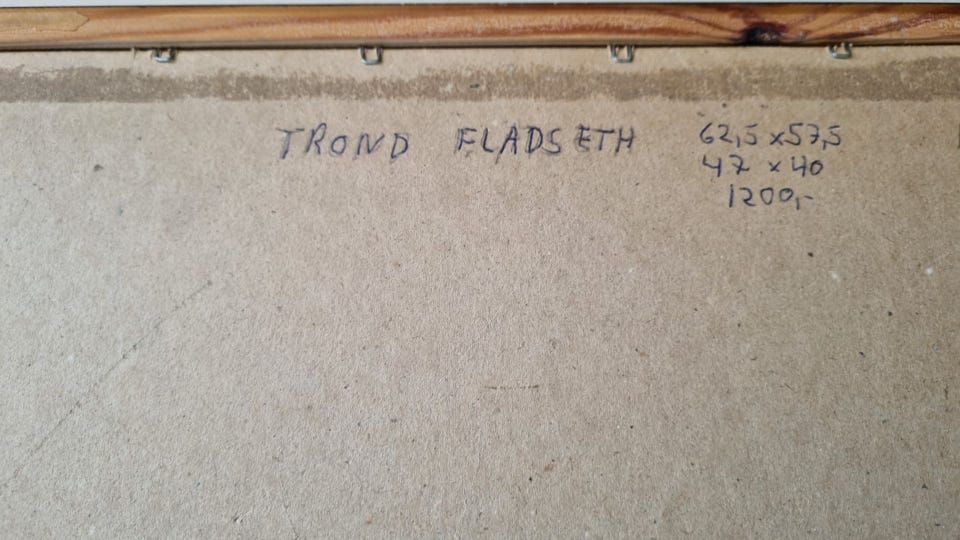 TROND FLADSETH
62,5 x 57,5
47 x 40
1200,-